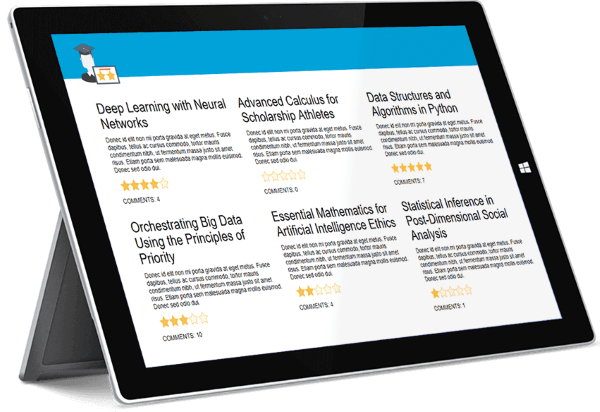 Deep Learning with Neural
Networks
Donec id elit non mi porta gravida at eget metus. Fusce
dapibus, tellus ac cursus commodo, tortor mauris
condimentum nibh, ut fermentum massa justo sit amet
risus. Etiam porta sem malesuada magna mollis euismod.
Donec sed odio dui.
COMMENTS: 4
Advanced Calculus for
Scholarship Athletes
Donec id elit non mi porta gravida at eget metus. Fusce
dapibus, tellus ac cursus commodo, tortor mauris
condimentum nibh, ut fermentum massa justo sit amet
risus. Etiam porta sem malesuada magna mollis euismod.
Donec sed odio dui.
COMMENTS: 0
Data Structures and
Algorithms in Python
Donec id elit non mi porta gravida at eget metus. Fusce
dapibus, tellus ac cursus commodo, tortor mauris
condimentum nibh, ut fermentum massa justo sit amet
risus. Etiam porta sem malesuada magna mollis euismod.
Donec sed odio dui.
COMMENTS: 7
Orchestrating Big Data
Using the Principles of
Priority
Donec id elit non mi porta gravida at eget metus. Fusce
dapibus, tellus ac cursus commodo, tortor mauris
condimentum nibh, ut fermentum massa justo sit amet
risus. Etiam porta sem malesuada magna mollis euismod.
Donec sed odio dui.
COMMENTS: 10
Essential Mathematics for
Artificial Intelligence Ethics
Donec id elit non mi porta gravida at eget metus. Fusce
dapibus, tellus ac cursus commodo, tortor mauris
condimentum nibh, ut fermentum massa justo sit amet
risus. Etiam porta sem malesuada magna mollis euismod.
Donec sed odio dui.
COMMENTS: 4
Statistical Inference in
Post-Dimensional Social
Analysis
Donec id elit non mi porta gravida at eget metus. Fusce
dapibus, tellus ac cursus commodo, tortor mauris
condimentum nibh, ut fermentum massa justo sit amet
risus. Etiam porta sem malesuada magna mollis euismod.
Donec sed odio dui.
COMMENTS: 1